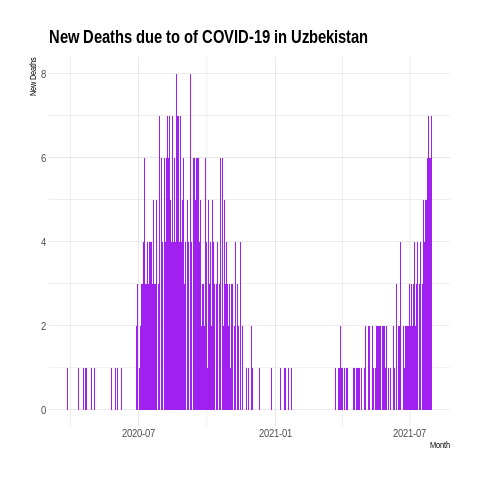 New Deaths due to of COVID-19 in Uzbekistan
New Deaths
8
6
4
2
0
2020-07
2021-01
2021-07
Month